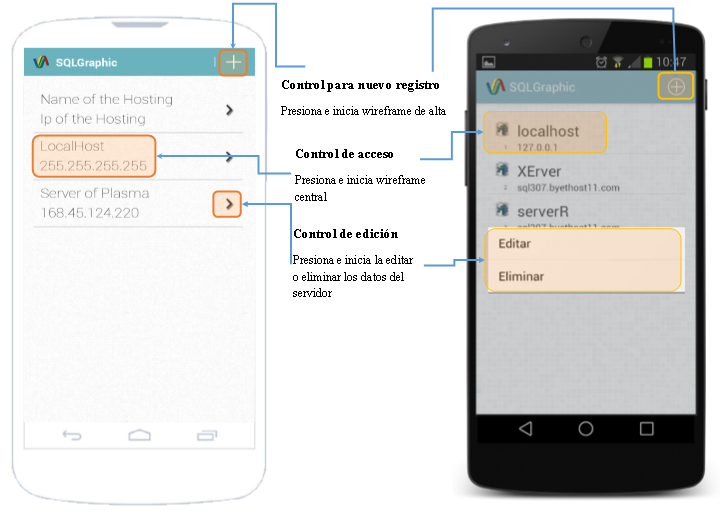 SQLGraphic
Name of the Hosting
Ip of the Hosting
LocalHost
255.255.255.255
Server of Plasma
168.45.124.220
Control para nuevo registro
Presiona e inicia wireframe de alta
Control de acceso
Presiona e inicia wireframe
central
Control de edición
Presiona e inicia la editar
o eliminar los datos del
servidor
10:47
SQLGraphic
localhost
127.0.0.1
XErver
sql307.byethost11.com
serverR
sql307.byethost11.com
Editar
Eliminar